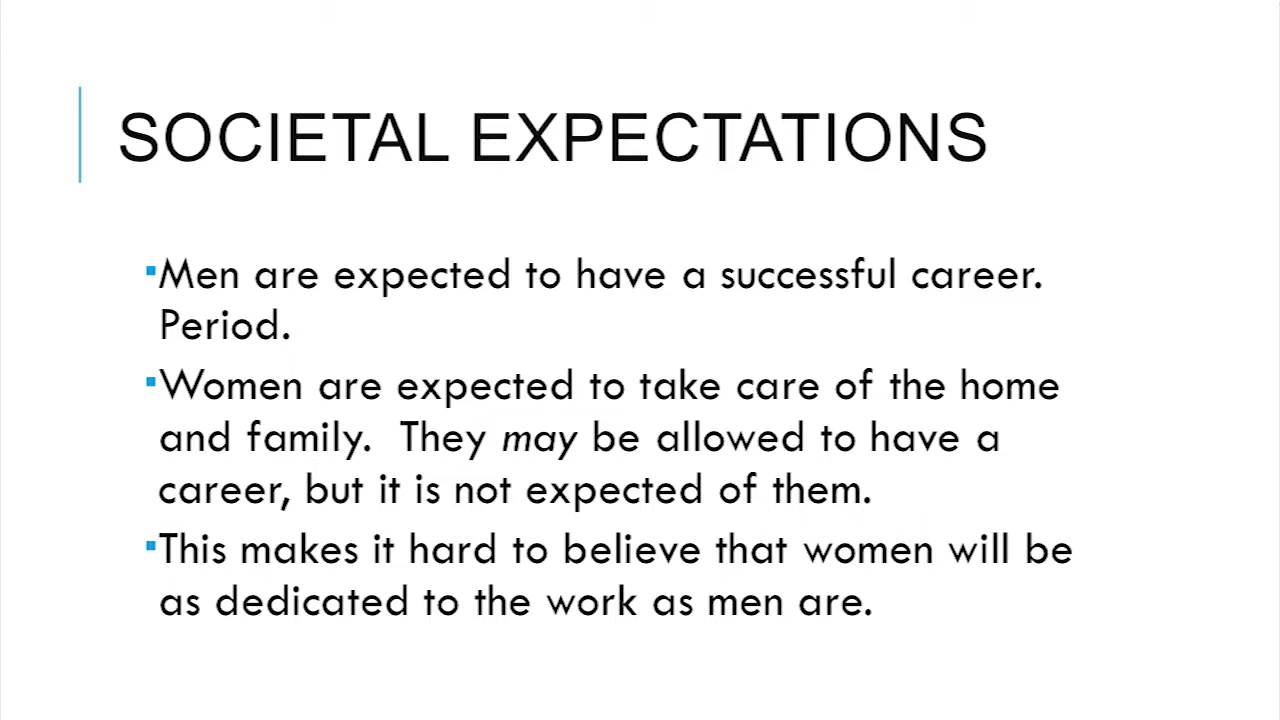 SOCIETAL EXPECTATIONS
▪Men are expected to have a successful career.
Period.
▪Women are expected to take care of the home
and family.  They may be allowed to have a
career, but it is not expected of them.
▪This makes it hard to believe that women will be
as dedicated to the work as men are.